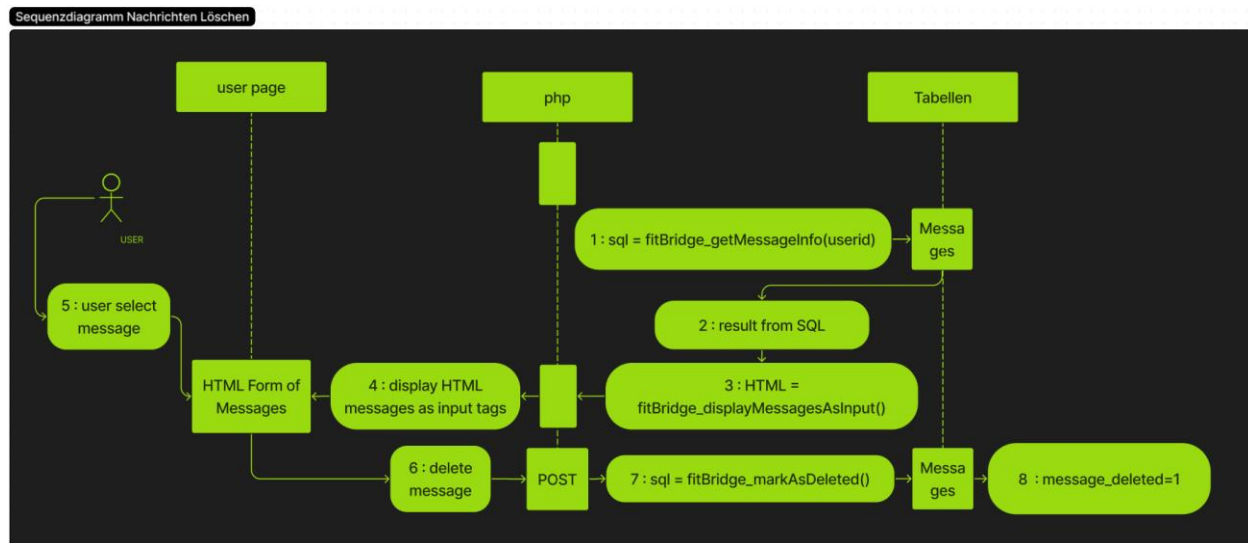 Sequenzdiagramm Nachrichten Löschen
user page
php
Tabellen
USER
1 : sql = fitBridge_getMessageInfo(userid)
Messa
ges
2 : result from SQL
5 : user select
message
HTML Form of
Messages
4 : display HTML
messages as input tags
3 : HTML =
fitBridge_displayMessagesAsInput()
6 : delete
message
POST
7 : sql = fitBridge_markAsDeleted()
Messa
ges
8 : message_deleted=1